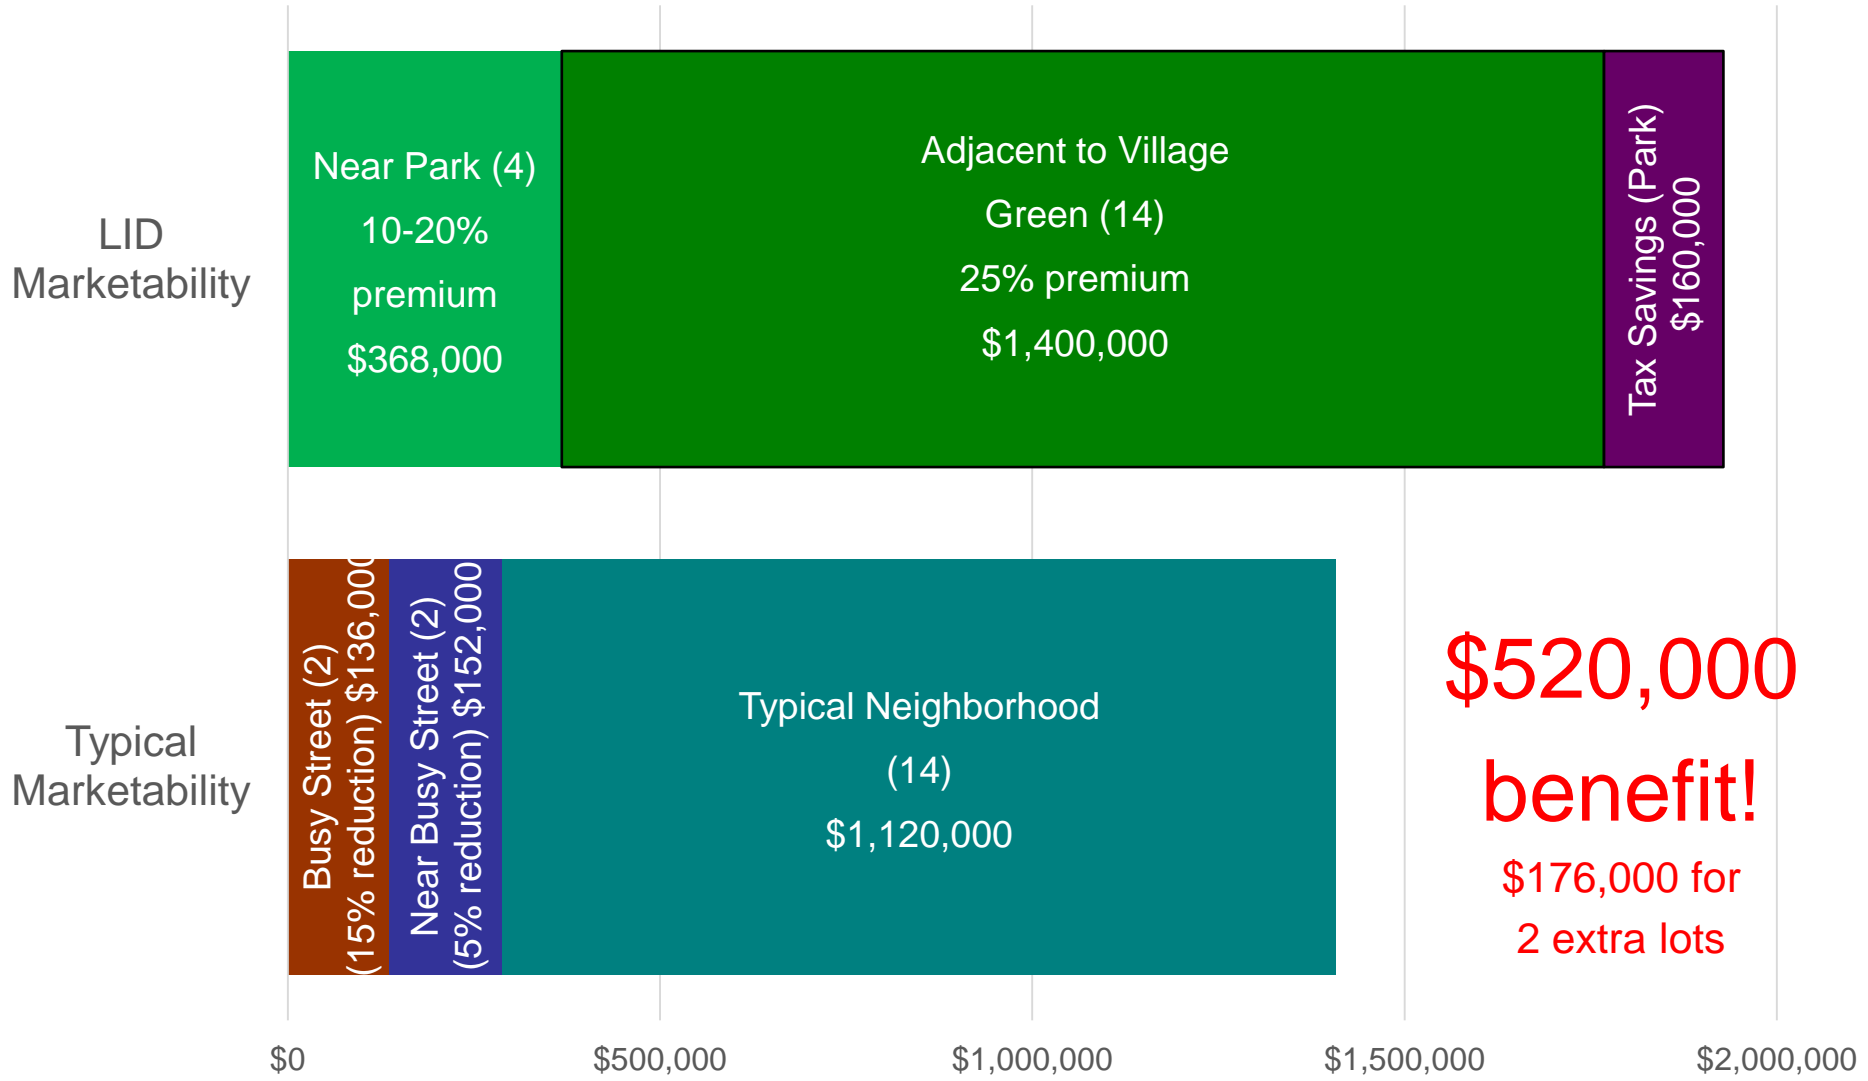 LID
Marketability
Near Park (4)
10-20%
premium
$368,000
Adjacent to Village
Green (14)
25% premium
$1,400,000
Tax Savings (Park)
$160,000
Typical
Marketability
Busy Street (2)
(15% reduction) $136,000
Near Busy Street (2)
(5% reduction) $152,000
Typical Neighborhood
(14)
$1,120,000
$520,000
benefit!
$176,000 for
2 extra lots
$0
$500,000
$1,000,000
$1,500,000
$2,000,000